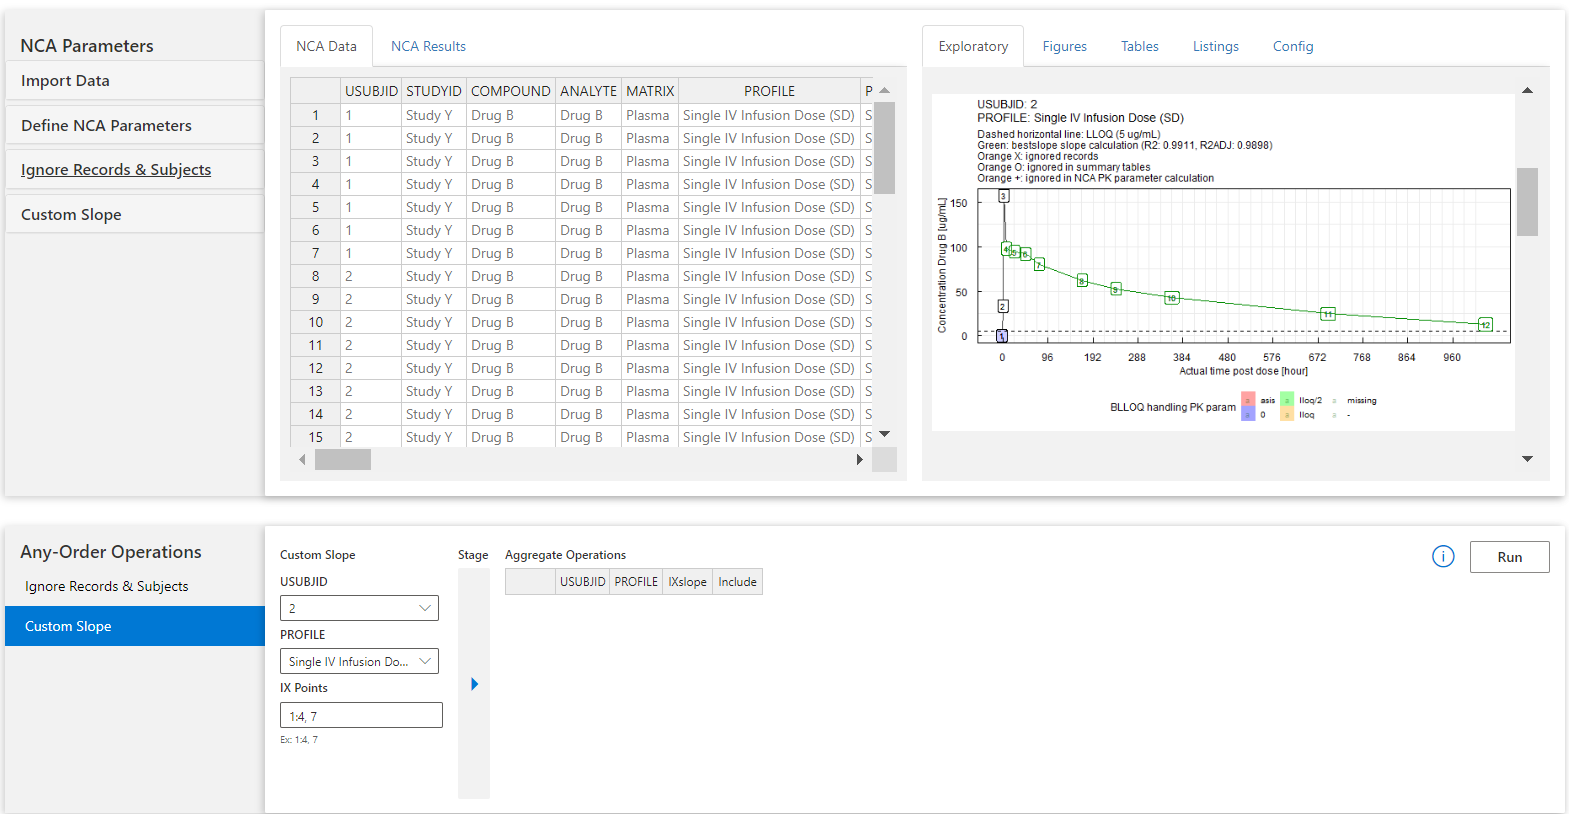 NCA Parameters
Import Data
Define NCA Parameters
Ignore Records & Subjects
Custom Slope
NCA Data NCA Results
USUBJID STUDYID COMPOUND ANALYTE MATRIX PROFILE P
1 1 Study Y Drug B Drug B Plasma Single IV Infusion Dose (SD) S
2 1 Study Y Drug B Drug B Plasma Single IV Infusion Dose (SD) S
3 1 Study Y Drug B Drug B Plasma Single IV Infusion Dose (SD) S
4 1 Study Y Drug B Drug B Plasma Single IV Infusion Dose (SD) S
5 1 Study Y Drug B Drug B Plasma Single IV Infusion Dose (SD) S
6 1 Study Y Drug B Drug B Plasma Single IV Infusion Dose (SD) S
7 1 Study Y Drug B Drug B Plasma Single IV Infusion Dose (SD) S
8 2 Study Y Drug B Drug B Plasma Single IV Infusion Dose (SD) S
9 2 Study Y Drug B Drug B Plasma Single IV Infusion Dose (SD) S
10 2 Study Y Drug B Drug B Plasma Single IV Infusion Dose (SD) S
11 2 Study Y Drug B Drug B Plasma Single IV Infusion Dose (SD) S
12 2 Study Y Drug B Drug B Plasma Single IV Infusion Dose (SD) S
13 2 Study Y Drug B Drug B Plasma Single IV Infusion Dose (SD) S
14 2 Study Y Drug B Drug B Plasma Single IV Infusion Dose (SD) S
15 2 Study Y Drug B Drug B Plasma Single IV Infusion Dose (SD) S
Exploratory Figures Tables Listings Config
USUBJID: 2
PROFILE: Single IV Infusion Dose (SD)
Dashed horizontal line: LLOQ (5 ug/mL)
Green: bestslope slope calculation (R2: 0.9911, R2ADJ: 0.9898)
Orange X: ignored records
Orange O: ignored in summary tables
Orange +: ignored in NCA PK parameter calculation
Concentration Drug B [ug/mL]
150
100
50
0
3
4 5 6
7
8
9
10
2
11
12
1
0 96 192 288 384 480 576 672 768 864 960
Actual time post dose [hour]
BLLOQ handling PK param
a asis a lloq/2 a missing
a 0 a lloq a -
Any-Order Operations
Ignore Records & Subjects
Custom Slope
Custom Slope
USUBJID
2
PROFILE
Single IV Infusion Do...
IX Points
1:4, 7
Ex: 1:4, 7
Stage
Aggregate Operations
USUBJID PROFILE IXslope Include
i
Run